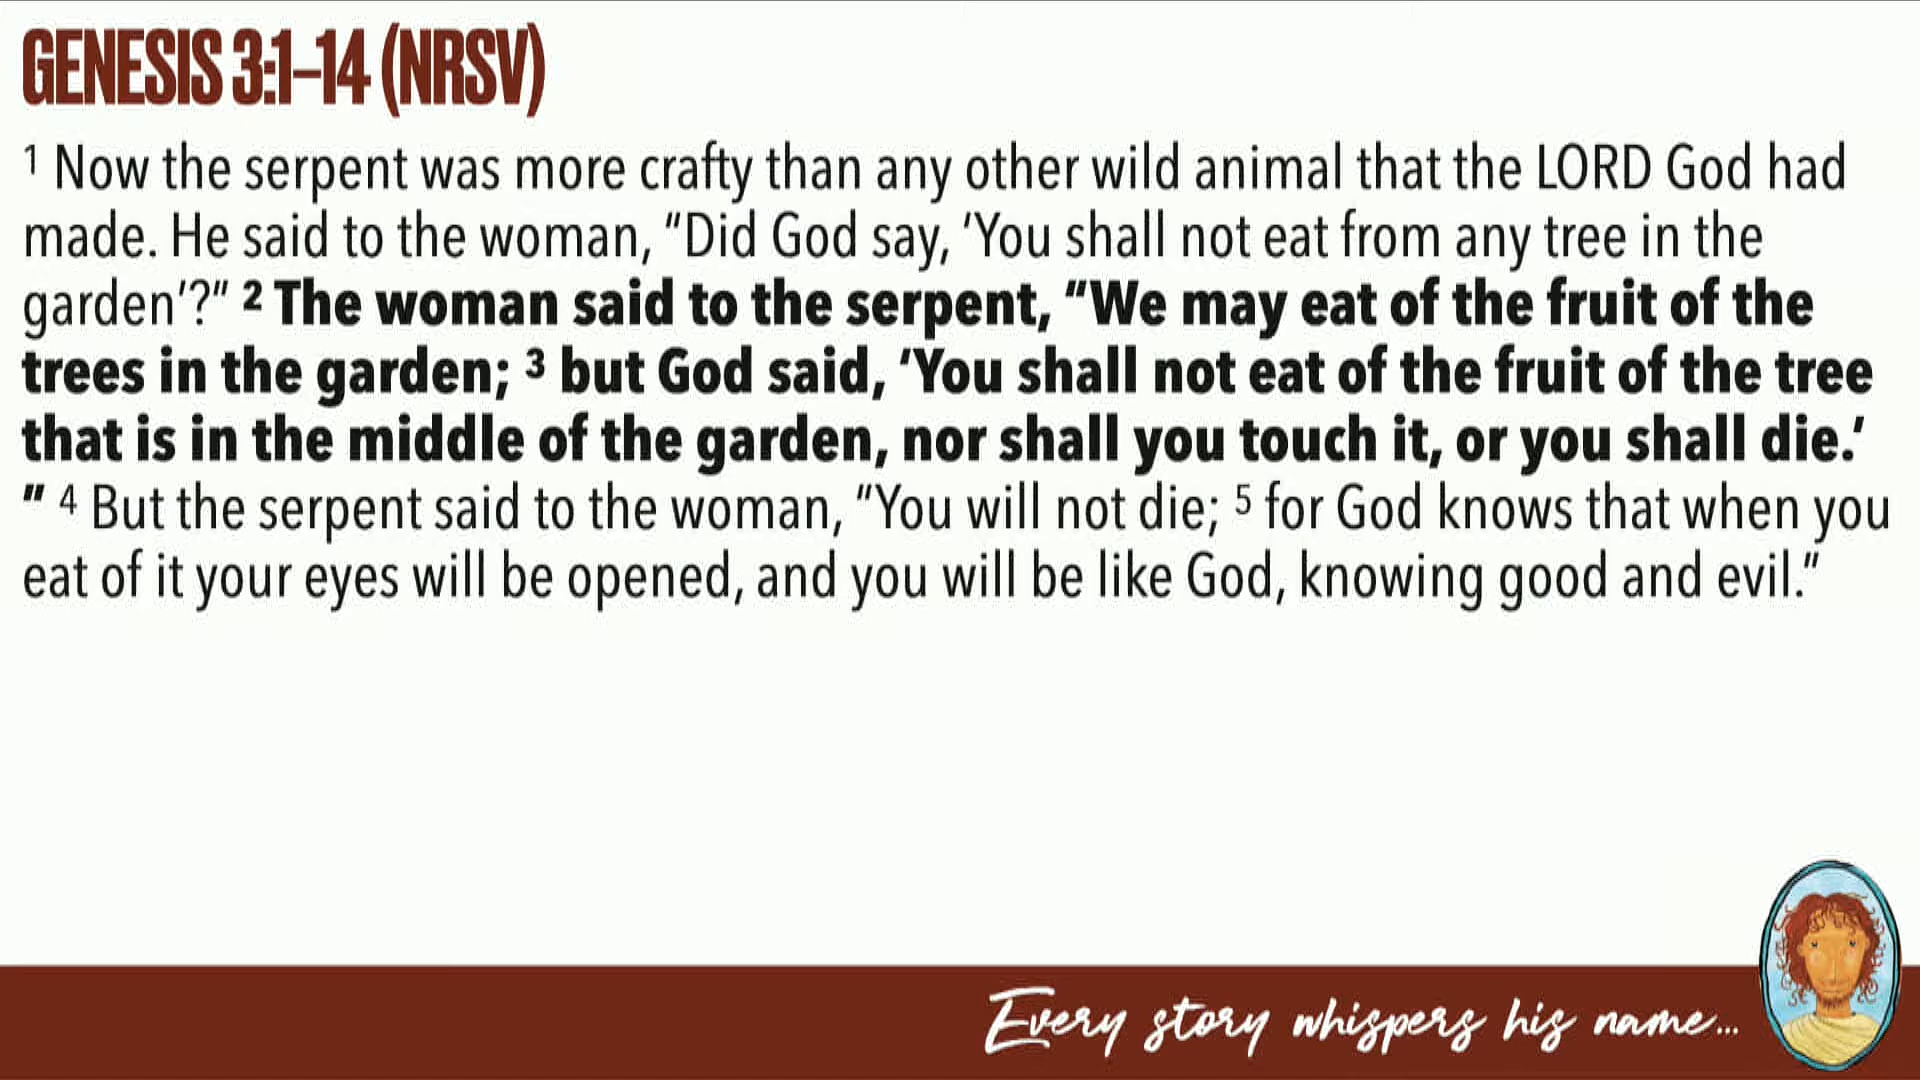 GENESIS 3:1–14 (NRSV)
1 Now the serpent was more crafty than any other wild animal that the LORD God had
made. He said to the woman, “Did God say, ‘You shall not eat from any tree in the
garden’?” 2 The woman said to the serpent, “We may eat of the fruit of the
trees in the garden; 3 but God said, ‘You shall not eat of the fruit of the tree
that is in the middle of the garden, nor shall you touch it, or you shall die.’
” 4 But the serpent said to the woman, “You will not die; 5 for God knows that when you
eat of it your eyes will be opened, and you will be like God, knowing good and evil.”
Every story whispers his name...